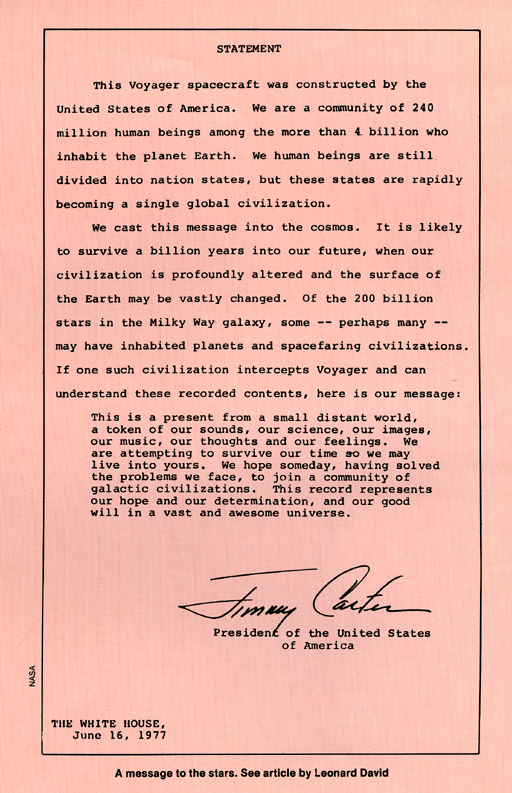 STATEMENT
This Voyager spacecraft was constructed by the
United States of America. We are a community of 240
million human beings among the more than 4 billion who
inhabit the planet Earth. We human beings are still
divided into nation states, but these states are rapidly
becoming a single global civilization.
We cast this message into the cosmos. It is likely
to survive a billion years into our future, when our
civilization is profoundly altered and the surface of
the Earth may be vastly changed. Of the 200 billion
stars in the Milky Way galaxy, some -- perhaps many --
may have inhabited planets and spacefaring civilizations.
If one such civilization intercepts Voyager and can
understand these recorded contents, here is our message:
This is a present from a small distant world,
a token of our sounds, our science, our images,
our music, our thoughts and our feelings. We
are attempting to survive our time so we may
live into yours. We hope someday, having solved
the problems we face, to join a community of
galactic civilizations. This record represents
our hope and our determination, and our good
will in a vast and awesome universe.
Jimmy Carter
President of the United States
of America
NASA
THE WHITE HOUSE,
June 16, 1977
A message to the stars. See article by Leonard David